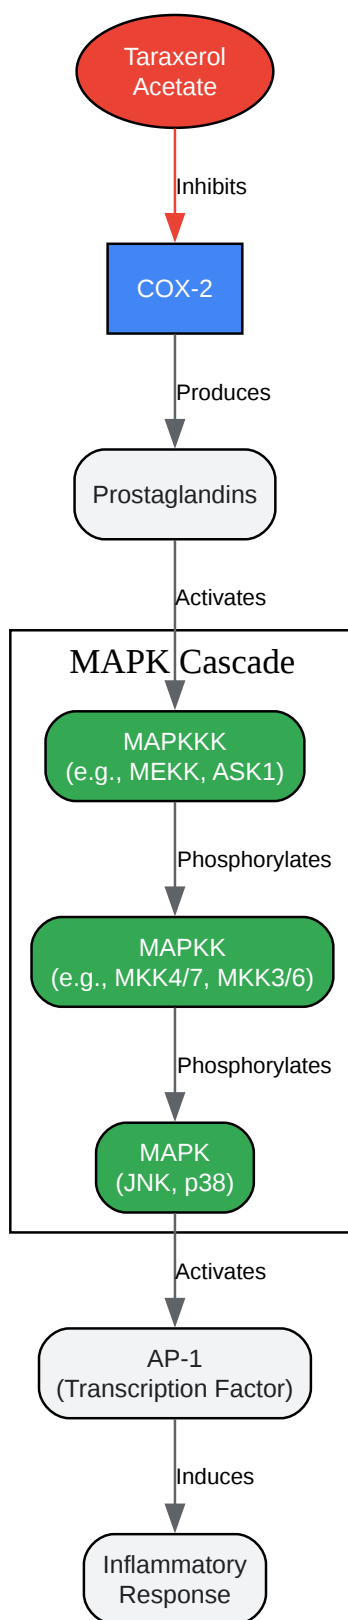 Taraxerol
Acetate
Inhibits
COX-2
Produces
Prostaglandins
Activates
MAPK Cascade
MAPKKK
(e.g., MEKK, ASK1)
Phosphorylates
MAPKK
(e.g., MKK4/7, MKK3/6)
Phosphorylates
MAPK
(JNK, p38)
Activates
AP-1
(Transcription Factor)
Induces
Inflammatory
Response